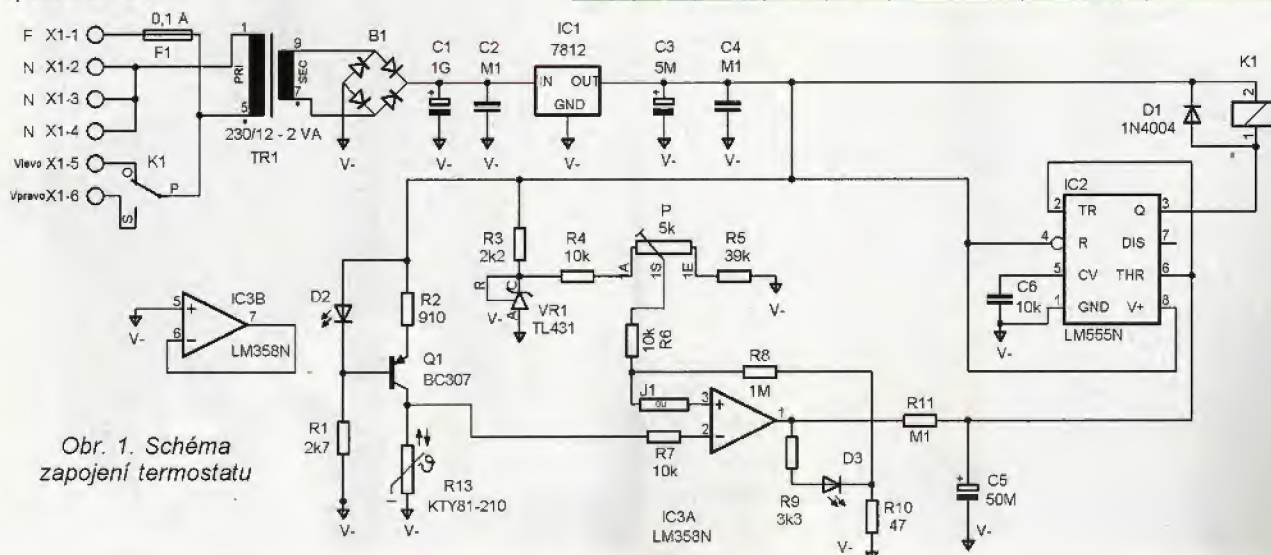 F X1-1
0,1 A
F1
N X1-2
N X1-3
N X1-4
Vlevo X1-5
Vpravo X1-6
K1
O
P
S
1
5
PRI
SEC
9
7
230/12 - 2 VA
TR1
B1
C1
1G
+
V-
C2
M1
V-
IC1
7812
IN OUT
GND
V-
C3
5M
+
V-
C4
M1
V-
V-
K1
2
1
D1
1N4004
IC2
2 TR Q 3
4 R DIS 7
5 CV THR 6
1 GND V+ 8
LM555N
C6
10k
V-
IC3B
5 +
6 -
7
V-
LM358N
D2
R2
910
Q1
BC307
R1
2k7
V-
R13
KTY81-210
V-
R3
2k2
R
C
A
V-
VR1
TL431
R4
10k
P
5k
1A
1S
1E
R5
39k
V-
10k
R6
R8
1M
J1
0U
3 +
2 -
1
R7
10k
IC3A
LM358N
R9
3k3
D3
R10
47
V-
R11
M1
C5
50M
+
V-
Obr. 1. Schéma
zapojení termostatu